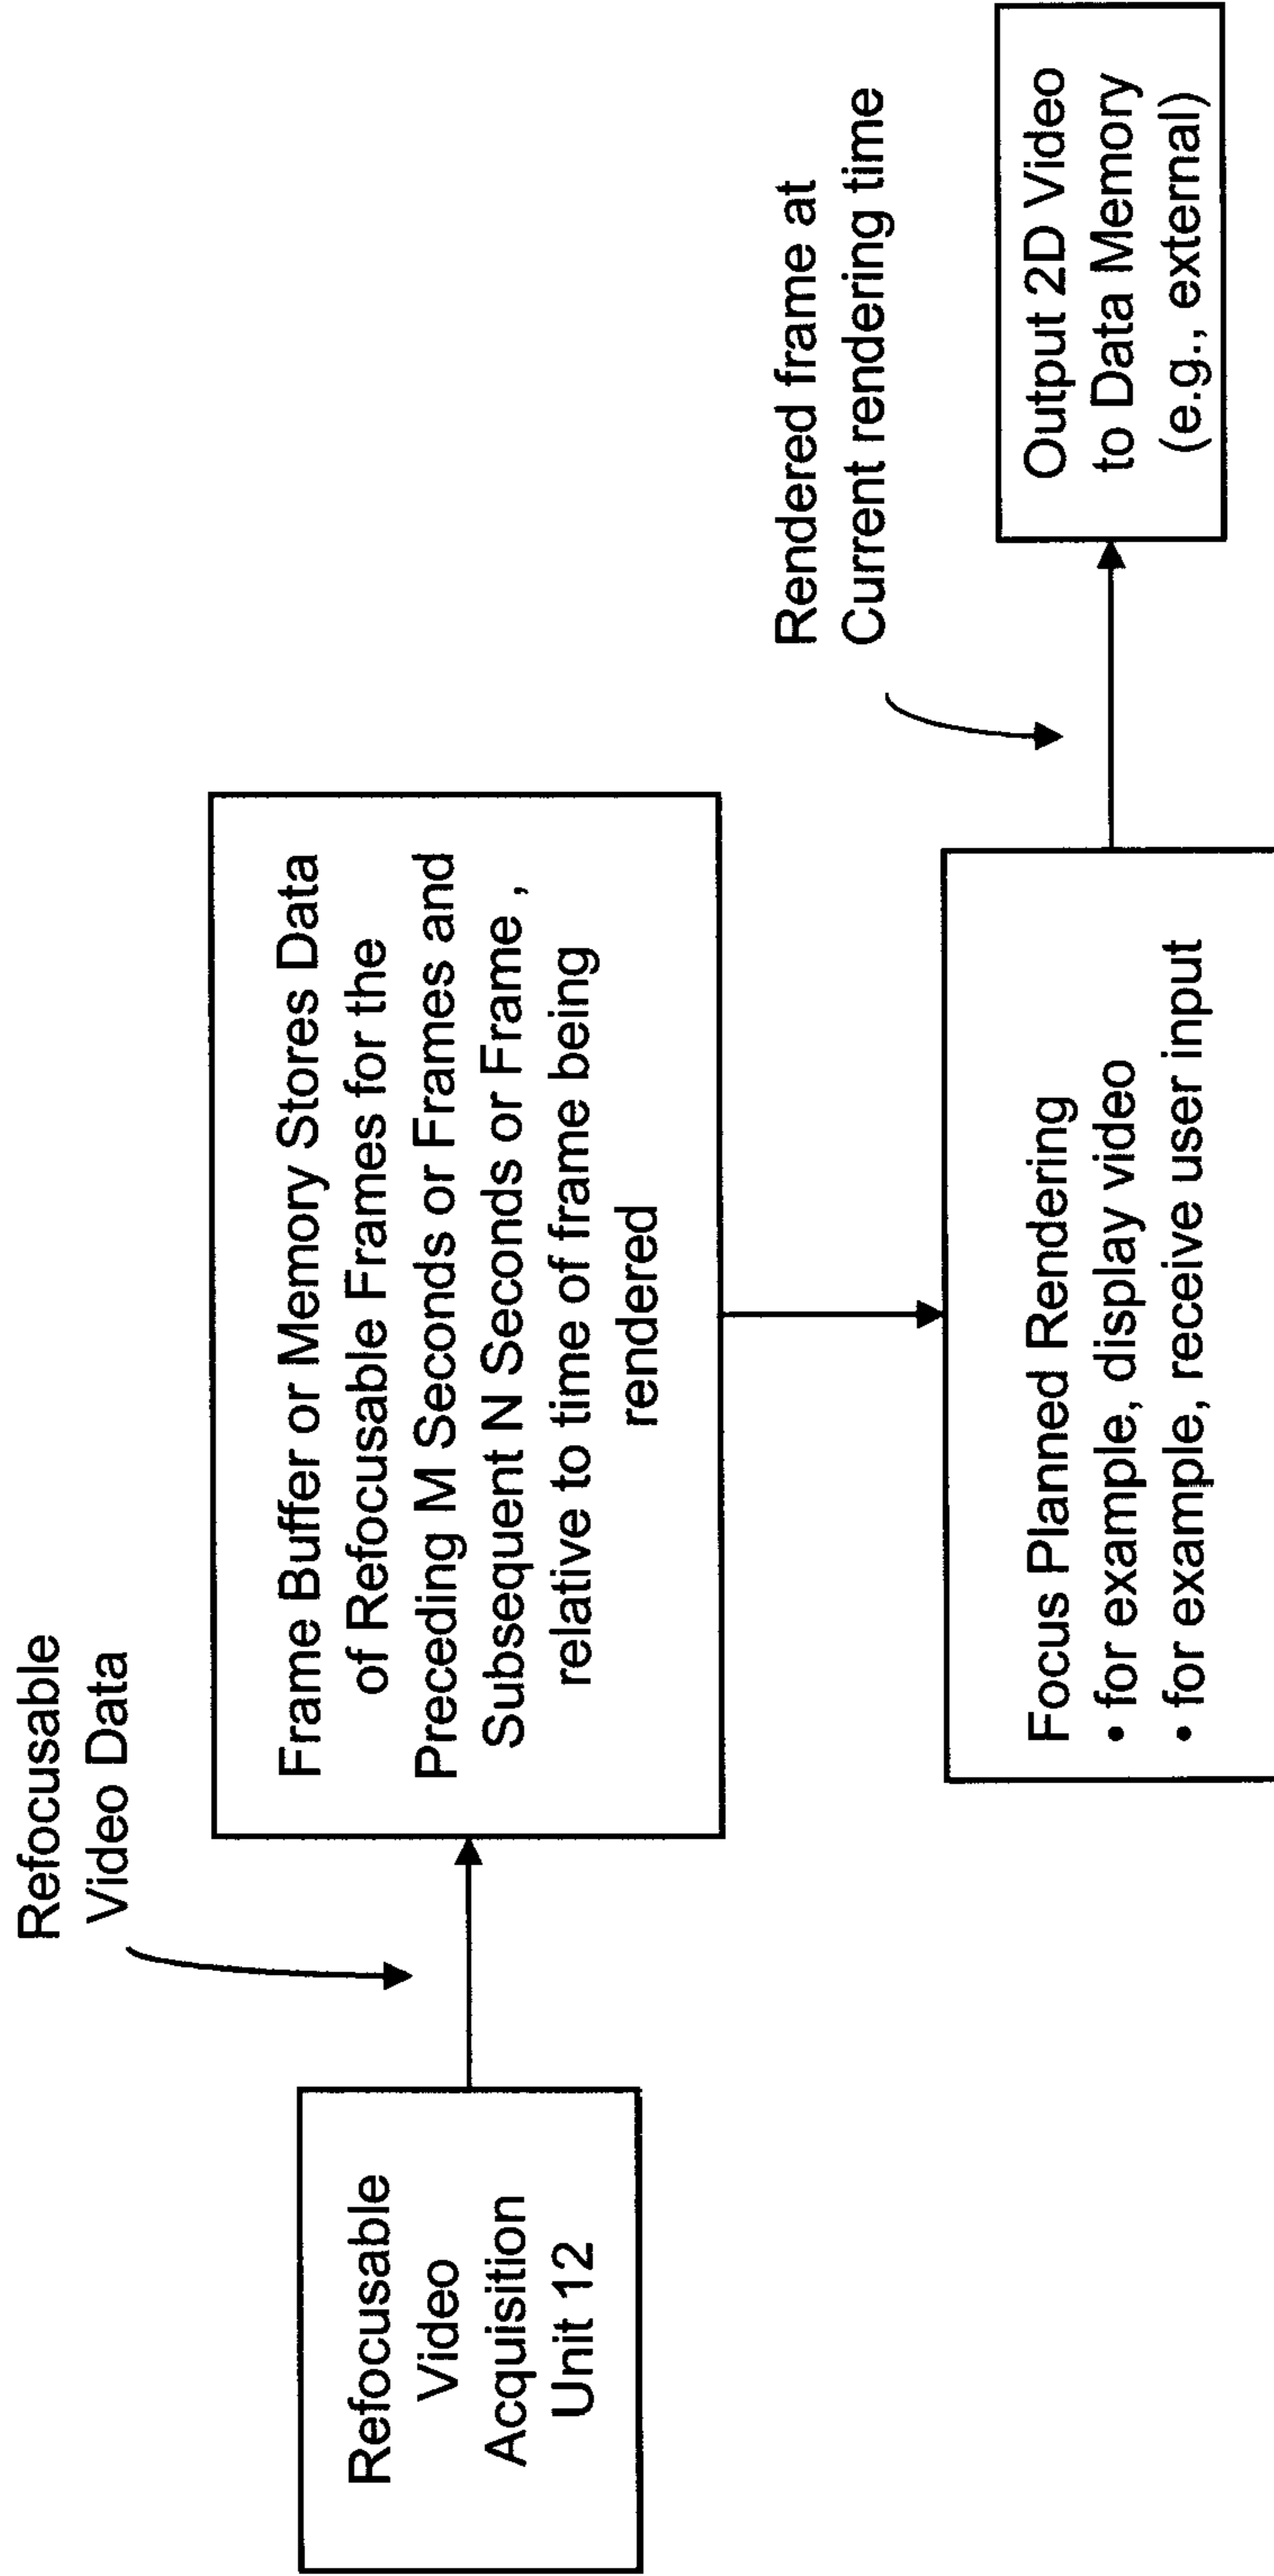 Refocusable
Video Data
Refocusable
Video
Acquisition
Unit 12
Frame Buffer or Memory Stores Data
of Refocusable Frames for the
Preceding M Seconds or Frames and
Subsequent N Seconds or Frame ,
relative to time of frame being
rendered
Rendered frame at
Current rendering time
Focus Planned Rendering
• for example, display video
• for example, receive user input
Output 2D Video
to Data Memory
(e.g., external)